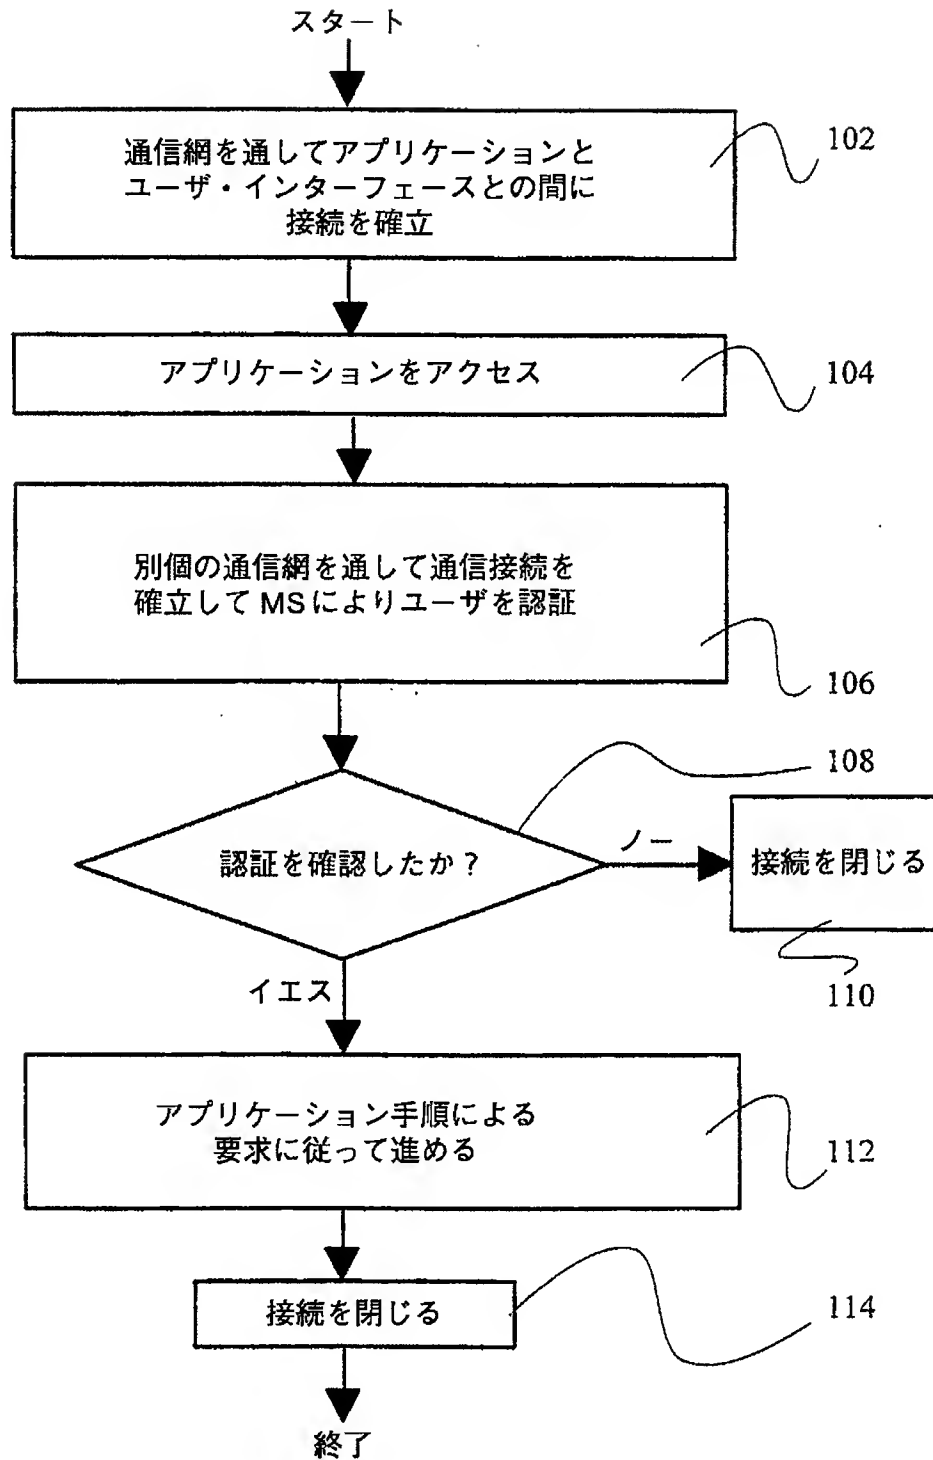 スタート
通信網を通してアプリケーションと
ユーザ・インターフェースとの間に
接続を確立
102
アプリケーションをアクセス
104
別個の通信網を通して通信接続を
確立して MSによりユーザを認証
106
108
認証を確認したか？
ノー
接続を閉じる
110
イエス
アプリケーション手順による
要求に従って進める
112
接続を閉じる
114
終了